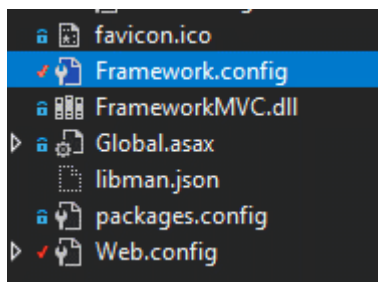 favicon.ico
Framework.config
FrameworkMVC.dll
Global.asax
libman.json
packages.config
Web.config